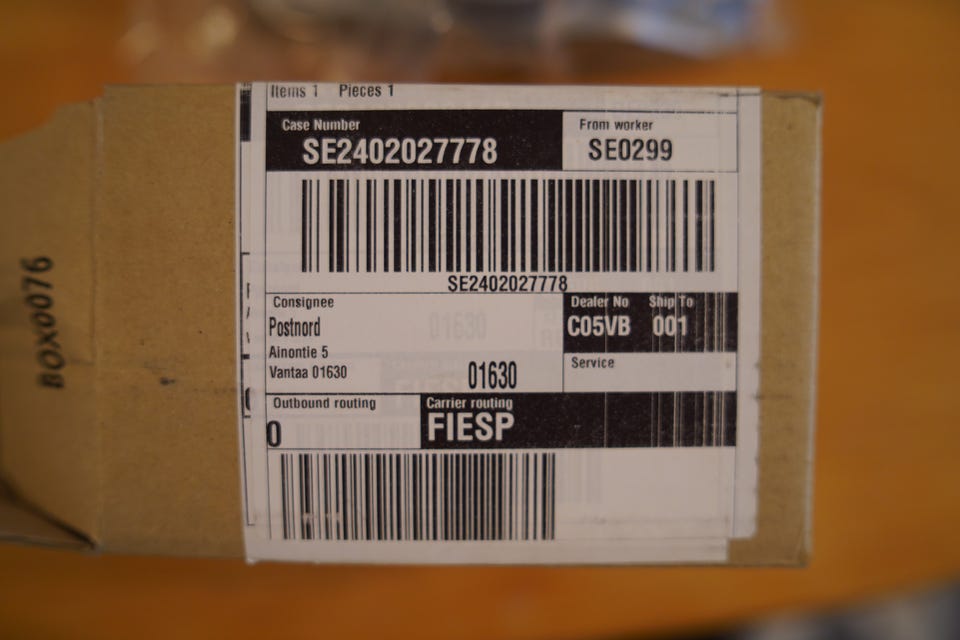 Items 1 Pieces 1
Case Number
SE2402027778
From worker
SE0299
SE2402027778
Consignee
Postnord
Ainontie 5
Vantaa 01630
01630
01630
Dealer No Ship To
C05VB 001
Service
Outbound routing
0
Carrier routing
FIESP
BOX0076